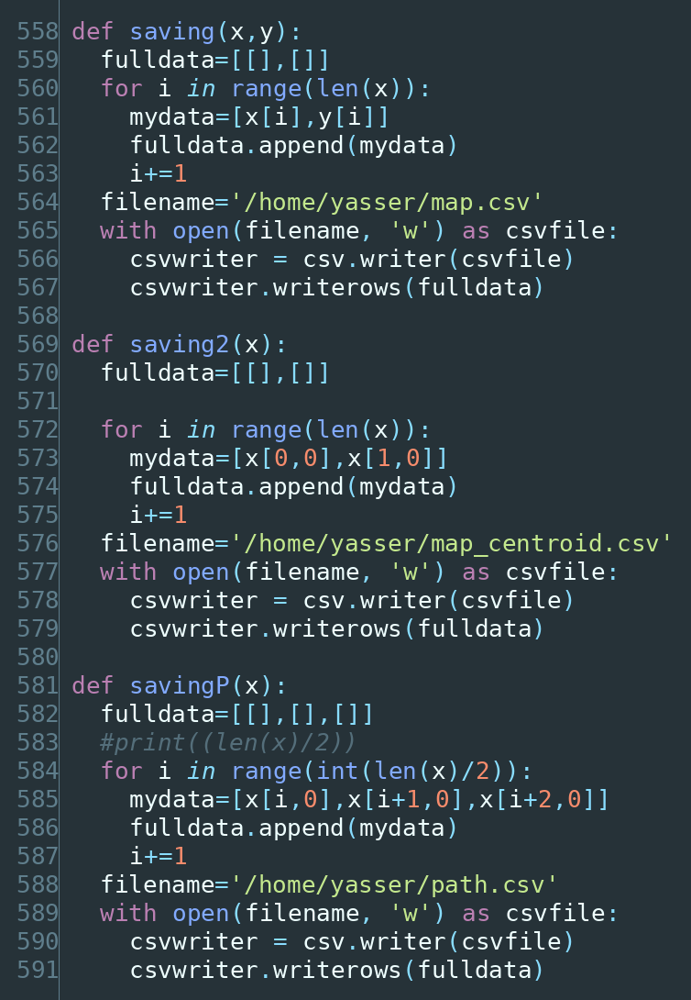 558 def saving(x,y):
559   fulldata=[[],[]]
560   for i in range(len(x)):
561     mydata=[x[i],y[i]]
562     fulldata.append(mydata)
563     i+=1
564   filename='/home/yasser/map.csv'
565   with open(filename, 'w') as csvfile:
566     csvwriter = csv.writer(csvfile)
567     csvwriter.writerows(fulldata)
568
569 def saving2(x):
570   fulldata=[[],[]]
571
572   for i in range(len(x)):
573     mydata=[x[0,0],x[1,0]]
574     fulldata.append(mydata)
575     i+=1
576   filename='/home/yasser/map_centroid.csv'
577   with open(filename, 'w') as csvfile:
578     csvwriter = csv.writer(csvfile)
579     csvwriter.writerows(fulldata)
580
581 def savingP(x):
582   fulldata=[[],[],[]]
583   #print((len(x)/2))
584   for i in range(int(len(x)/2)):
585     mydata=[x[i,0],x[i+1,0],x[i+2,0]]
586     fulldata.append(mydata)
587     i+=1
588   filename='/home/yasser/path.csv'
589   with open(filename, 'w') as csvfile:
590     csvwriter = csv.writer(csvfile)
591     csvwriter.writerows(fulldata)